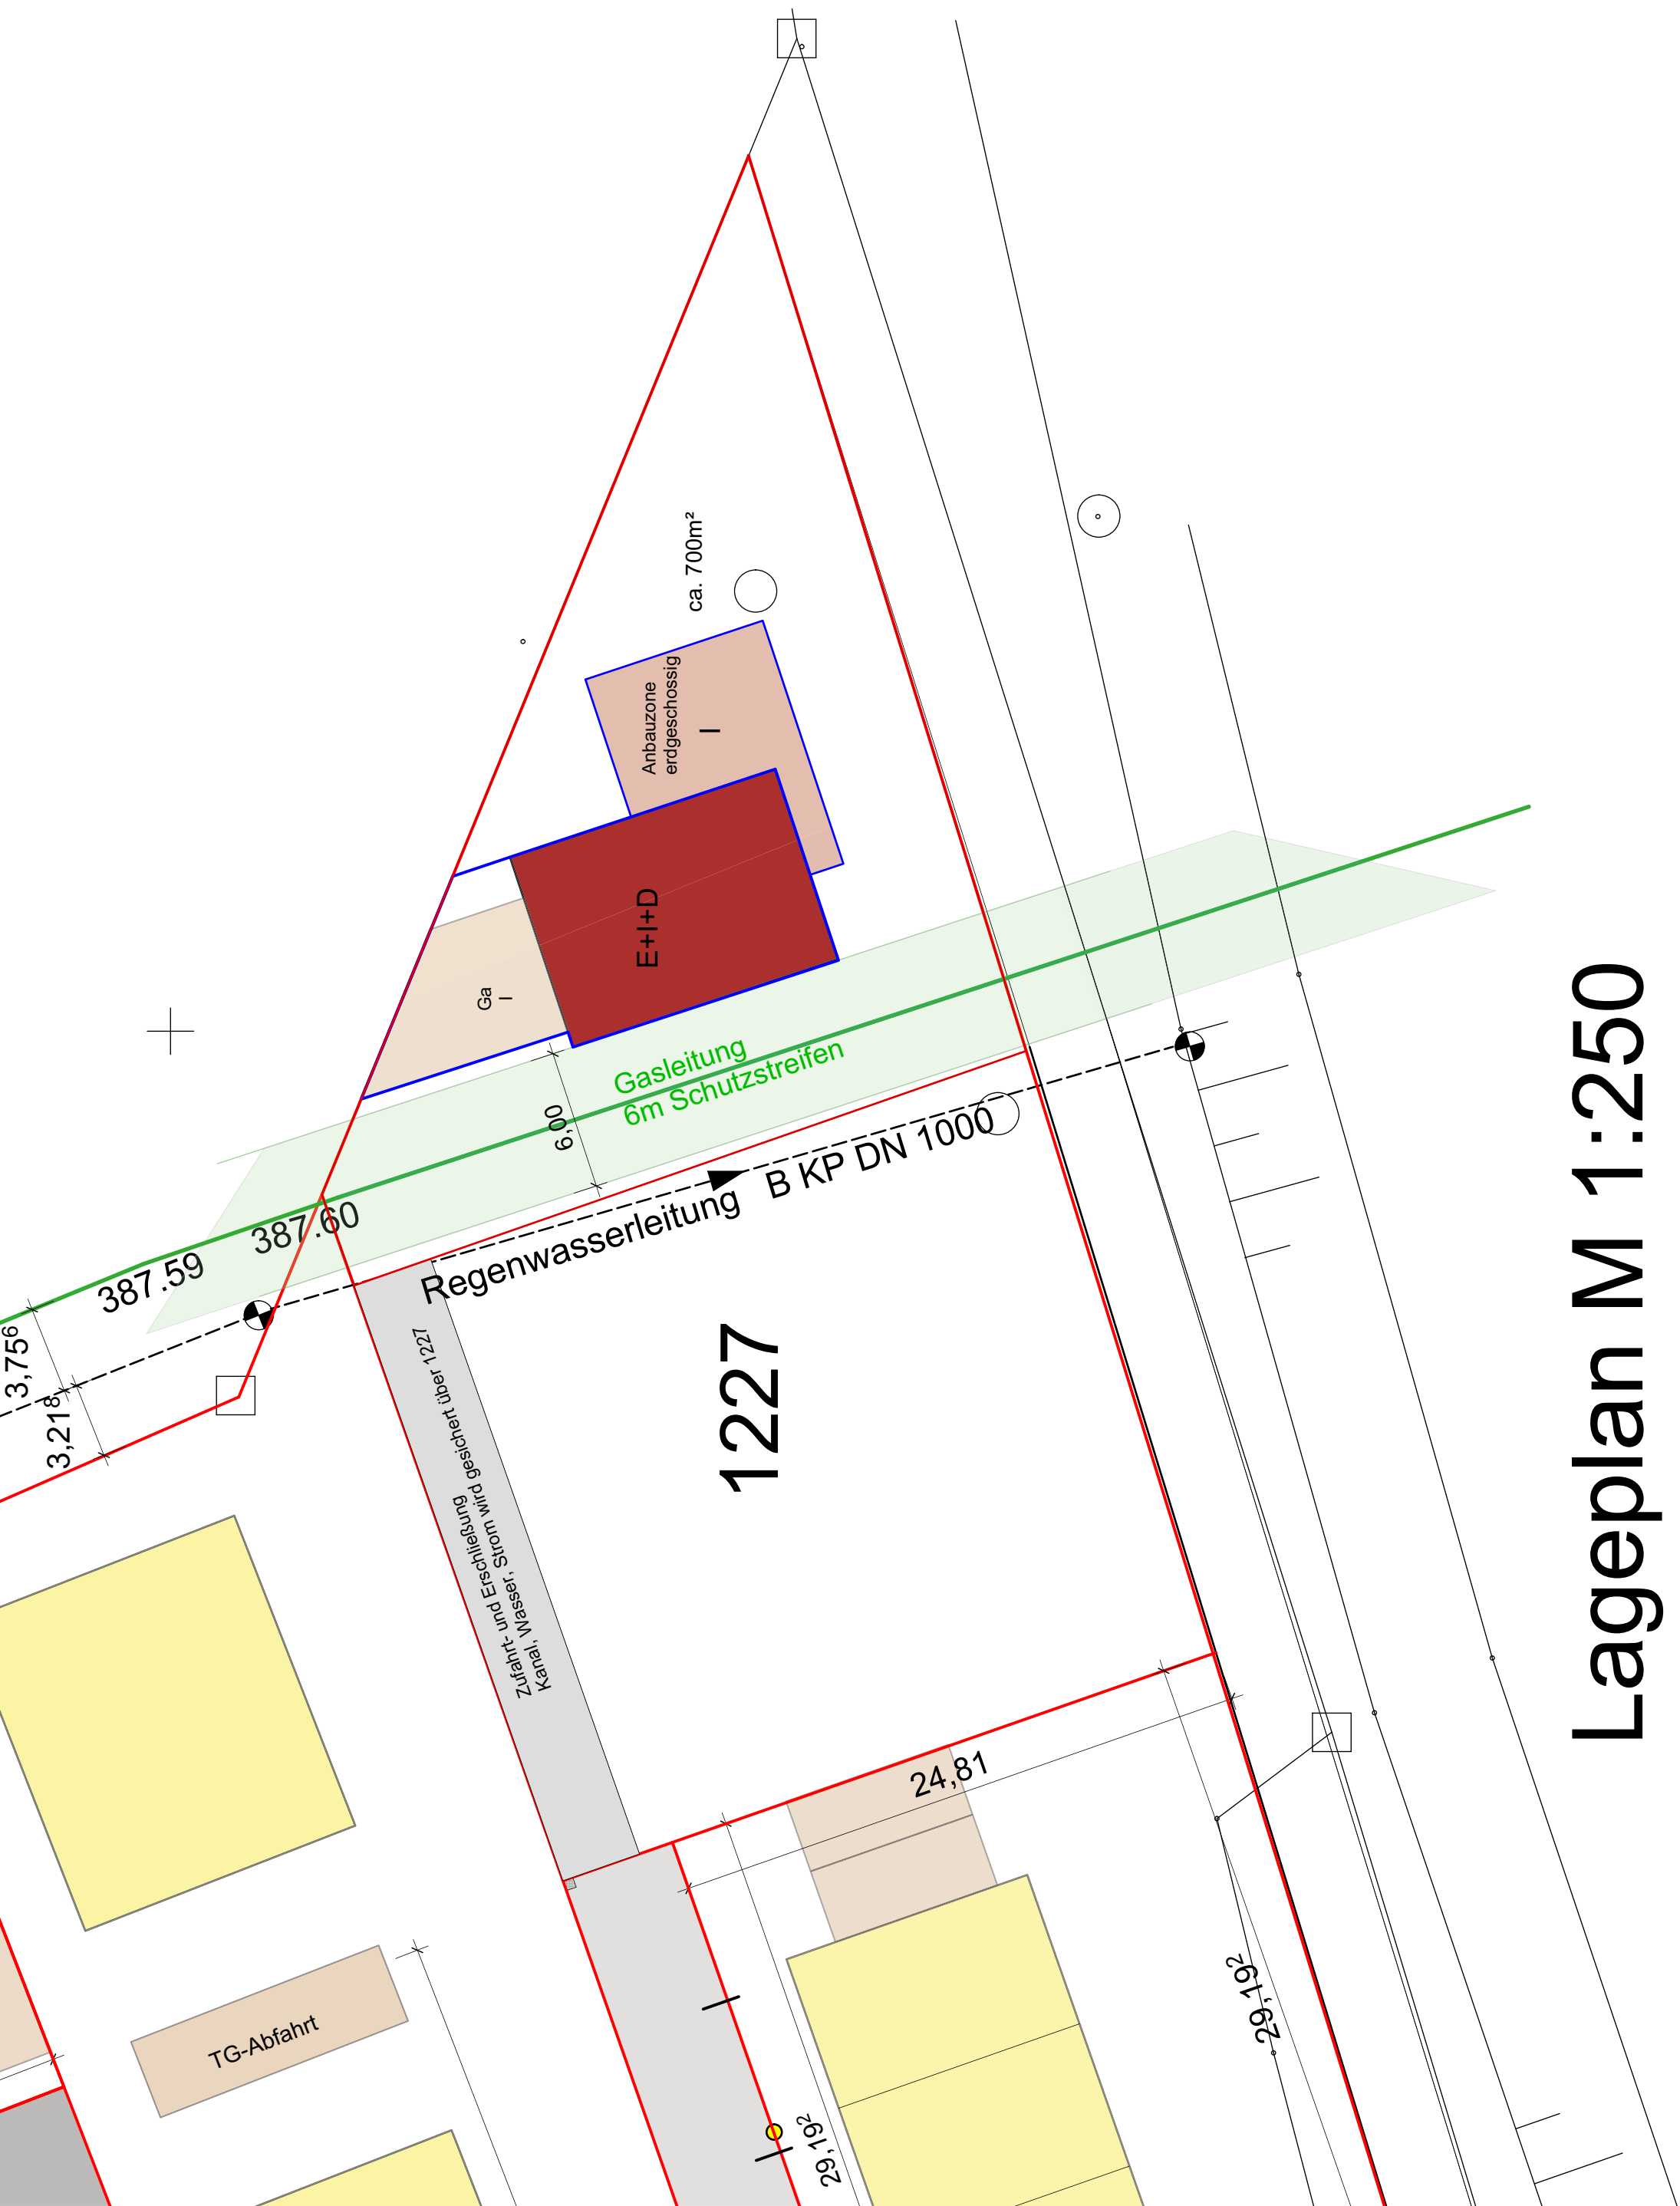 ca. 700m²
Anbauzone
erdgeschossig
I
E+I+D
Ga
I
Gasleitung
6m Schutzstreifen
6,00
387.60
387.59
Regenwasserleitung B KP DN 1000
3,75⁶
3,21⁸
Zufahrt- und Erschließung
Kanal, Wasser, Strom wird gesichert über 1227
1227
Lageplan M 1:250
24,81
29,19²
TG-Abfahrt
29,19²